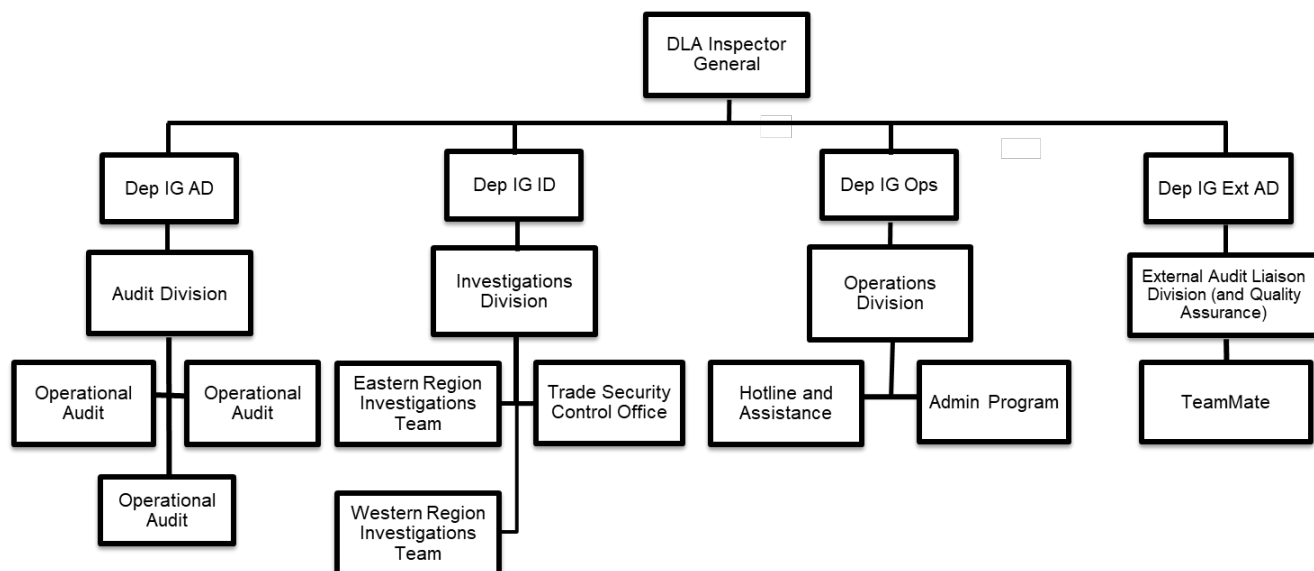 DLA Inspector
General
Dep IG AD
Dep IG ID
Dep IG Ops
Dep IG Ext AD
Audit Division
Investigations
Division
Operations
Division
External Audit Liaison
Division (and Quality
Assurance)
Operational
Audit
Operational
Audit
Eastern Region
Investigations
Team
Trade Security
Control Office
Hotline and
Assistance
Admin Program
TeamMate
Operational
Audit
Western Region
Investigations
Team